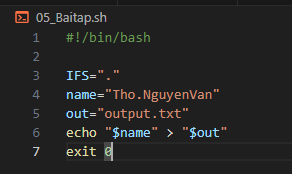 05_Baitap.sh
1 #!/bin/bash
2
3 IFS="."
4 name="Tho.NguyenVan"
5 out="output.txt"
6 echo "$name" > "$out"
7 exit 0